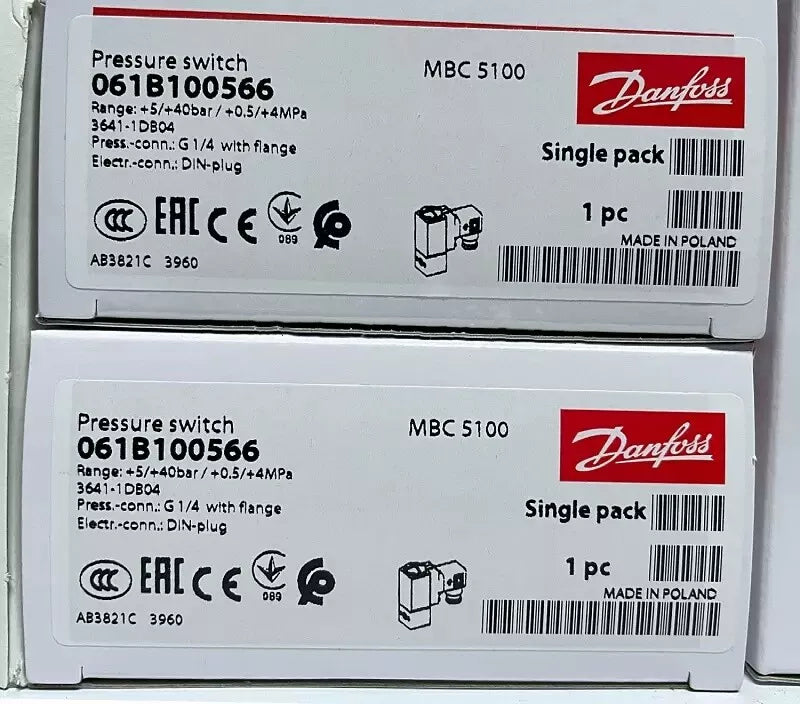 Pressure switch
061B100566
MBC 5100
Danfoss
Range: +5/+40bar / +0.5/+4MPa
3641-1DB04
Press.-conn.: G 1/4 with flange
Electr.-conn.: DIN-plug
Single pack
1 pc
MADE IN POLAND
CCC EAC CE
089
AB3821C 3960
Pressure switch
061B100566
MBC 5100
Danfoss
Range: +5/+40bar / +0.5/+4MPa
3641-1DB04
Press.-conn.: G 1/4 with flange
Electr.-conn.: DIN-plug
Single pack
1 pc
MADE IN POLAND
CCC EAC CE
089
AB3821C 3960